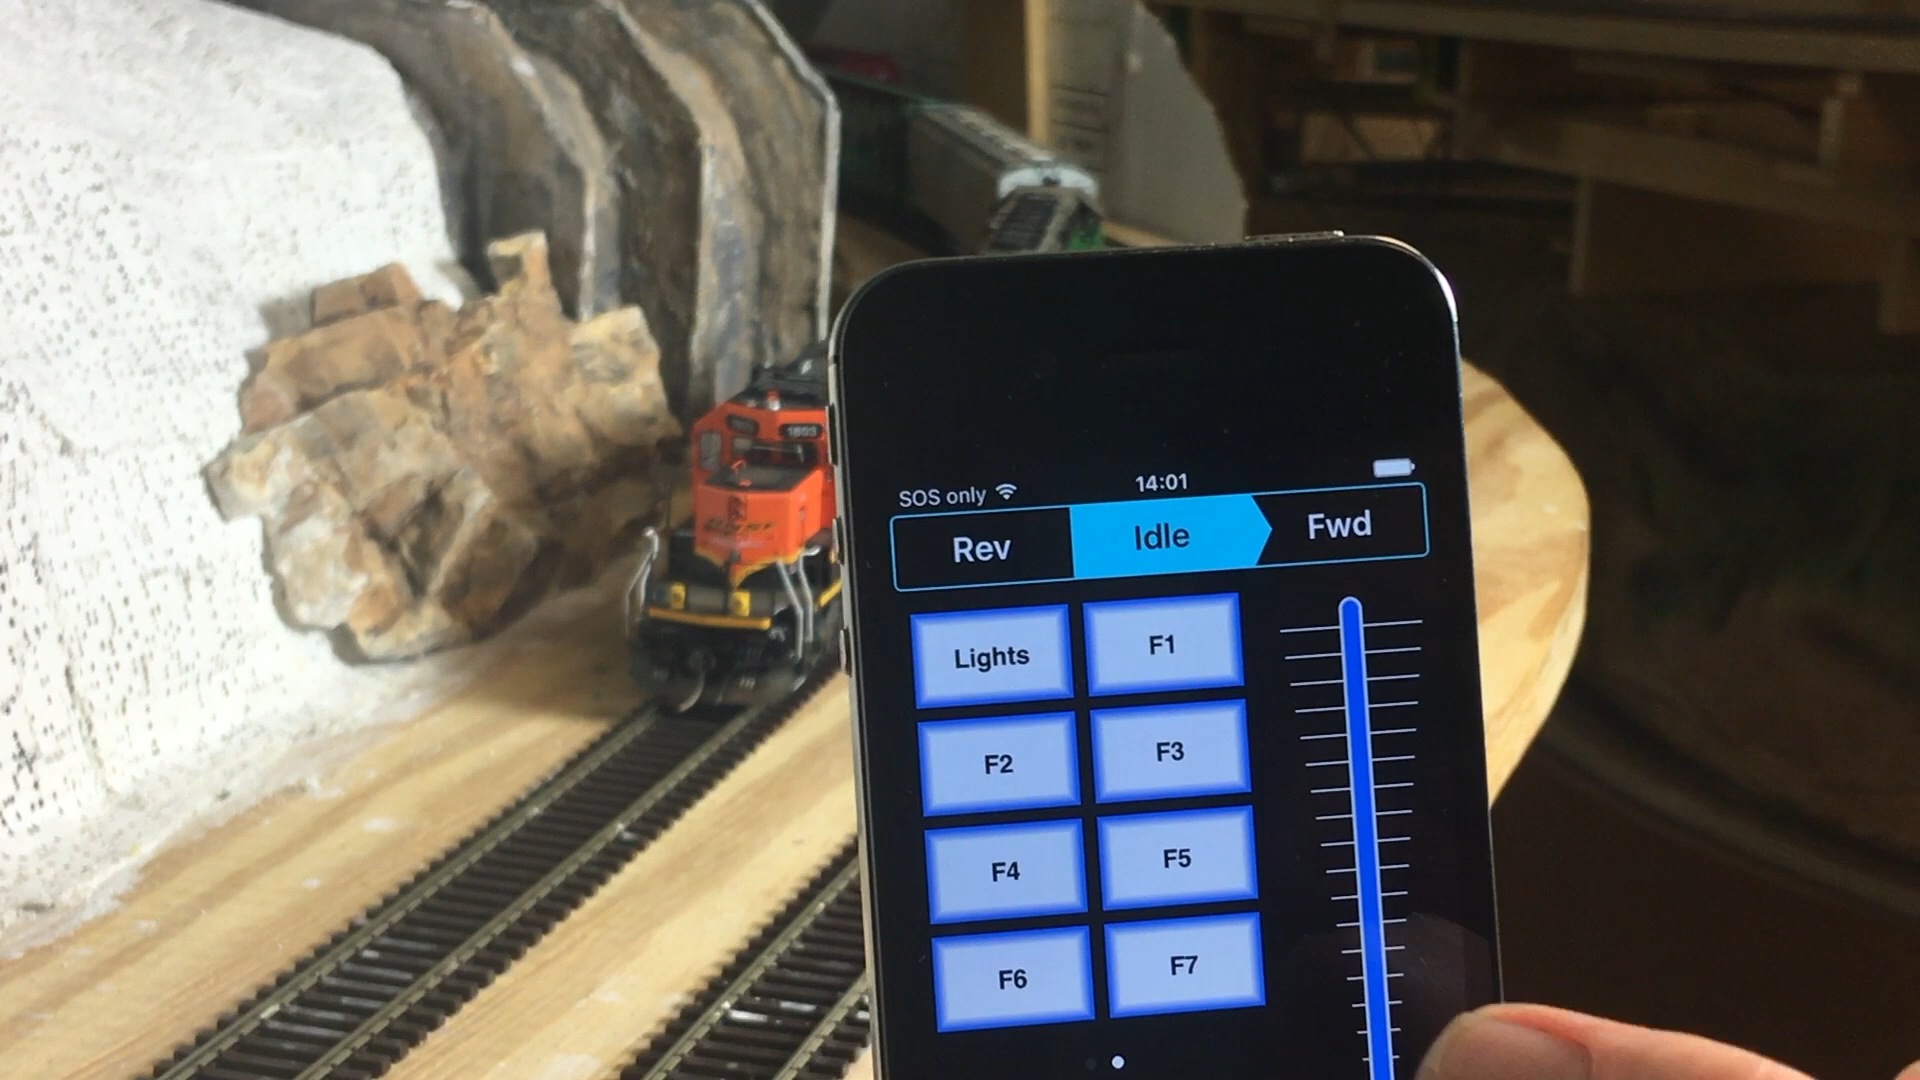 SOS only 14:01
Rev Idle Fwd
Lights F1
F2 F3
F4 F5
F6 F7